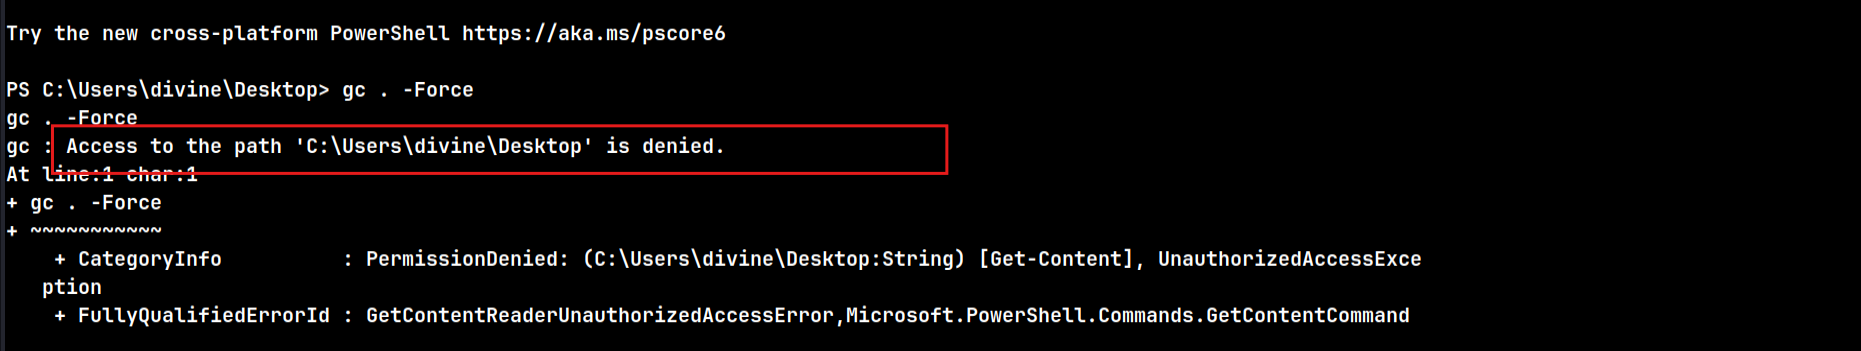 Try the new cross-platform PowerShell https://aka.ms/pscore6
PS C:\Users\divine\Desktop> gc . -Force
gc . -Force
gc : Access to the path 'C:\Users\divine\Desktop' is denied.
At line:1 char:1
+ gc . -Force
+ ~~~~~~~~~~~
    + CategoryInfo          : PermissionDenied: (C:\Users\divine\Desktop:String) [Get-Content], UnauthorizedAccessExce
   ption
    + FullyQualifiedErrorId : GetContentReaderUnauthorizedAccessError,Microsoft.PowerShell.Commands.GetContentCommand